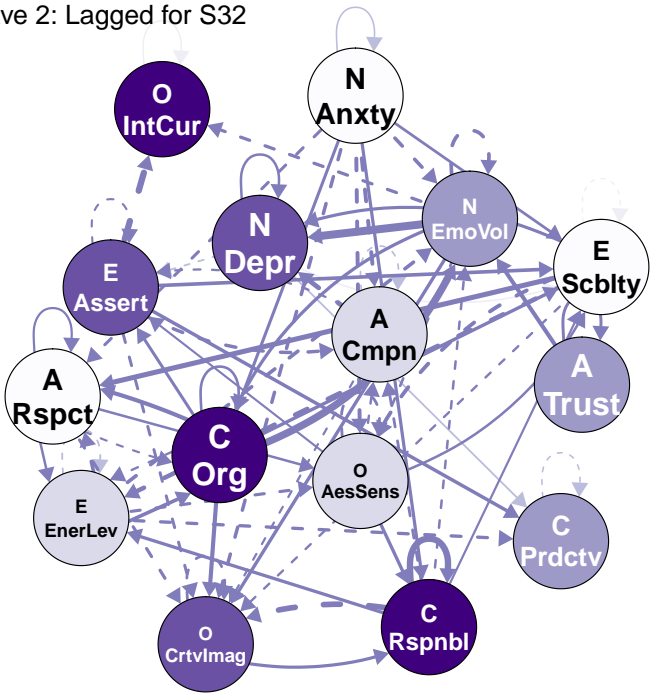 ve 2: Lagged for S32
O
IntCur
N
Anxty
N
Depr
N
EmoVol
E
Assert
E
Scblty
A
Cmpn
A
Rspct
A
Trust
C
Org
O
AesSens
E
EnerLev
C
Prdctv
O
CrtvImag
C
Rspnbl